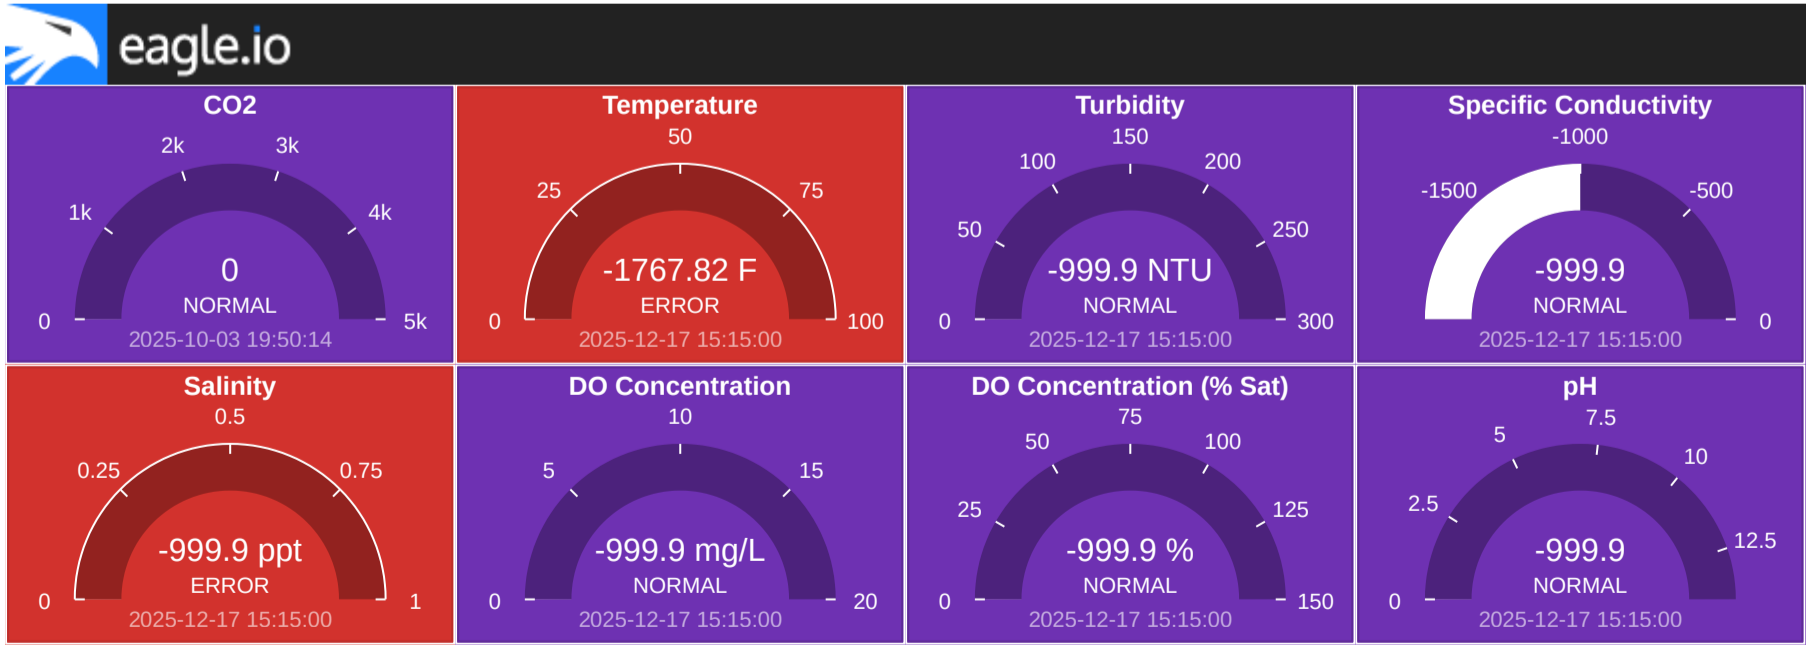 eagle.io
CO2
0
1k
2k
3k
4k
5k
0
NORMAL
2025-10-03 19:50:14
Temperature
0
25
50
75
100
-1767.82 F
ERROR
2025-12-17 15:15:00
Turbidity
0
50
100
150
200
250
300
-999.9 NTU
NORMAL
2025-12-17 15:15:00
Specific Conductivity
-1500
-1000
-500
0
-999.9
NORMAL
2025-12-17 15:15:00
Salinity
0
0.25
0.5
0.75
1
-999.9 ppt
ERROR
2025-12-17 15:15:00
DO Concentration
0
5
10
15
20
-999.9 mg/L
NORMAL
2025-12-17 15:15:00
DO Concentration (% Sat)
0
25
50
75
100
125
150
-999.9 %
NORMAL
2025-12-17 15:15:00
pH
0
2.5
5
7.5
10
12.5
-999.9
NORMAL
2025-12-17 15:15:00